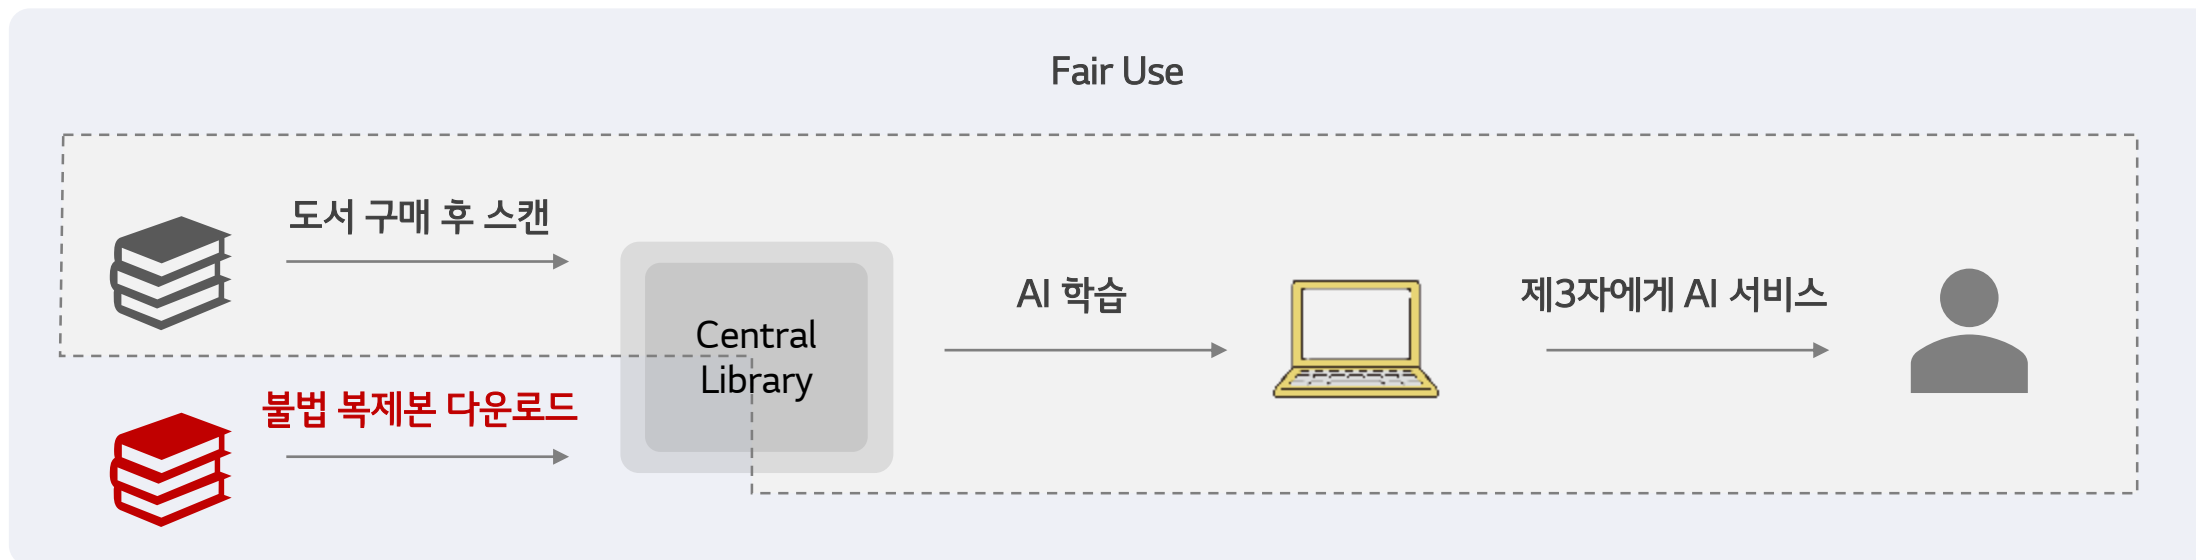 Fair Use
도서 구매 후 스캔
불법 복제본 다운로드
Central
Library
AI 학습
제3자에게 AI 서비스